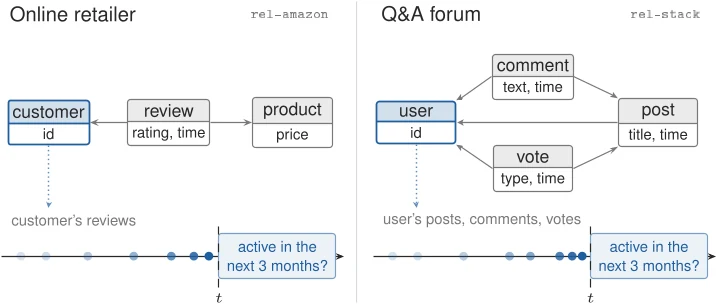 Online retailer
rel-amazon
customer
id
review
rating, time
product
price
customer's reviews
active in the
next 3 months?
t
Q&A forum
rel-stack
comment
text, time
user
id
post
title, time
vote
type, time
user's posts, comments, votes
active in the
next 3 months?
t